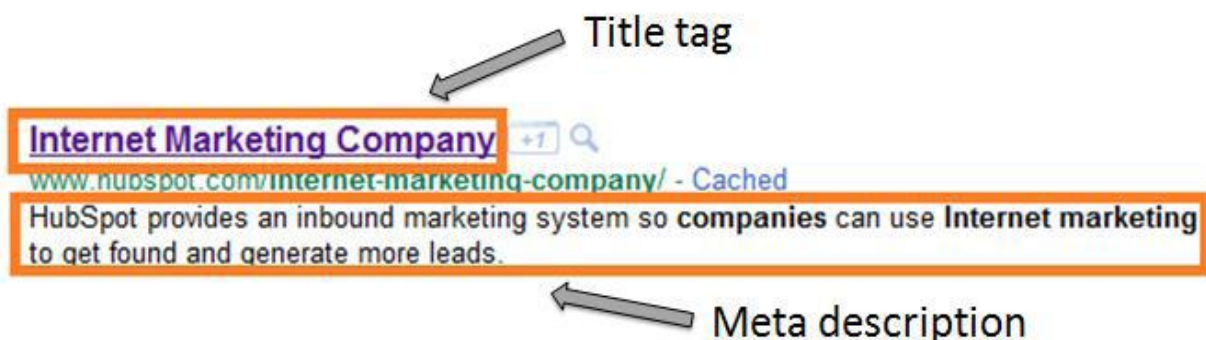 Title tag
Internet Marketing Company +1
www.hubspot.com/internet-marketing-company/ - Cached
HubSpot provides an inbound marketing system so companies can use Internet marketing
to get found and generate more leads.
Meta description